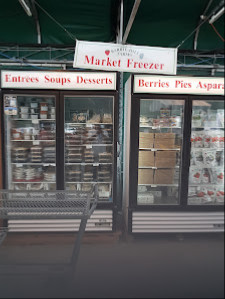 Market Freezer
Entrees Soups Desserts
Berries Pies Aspara